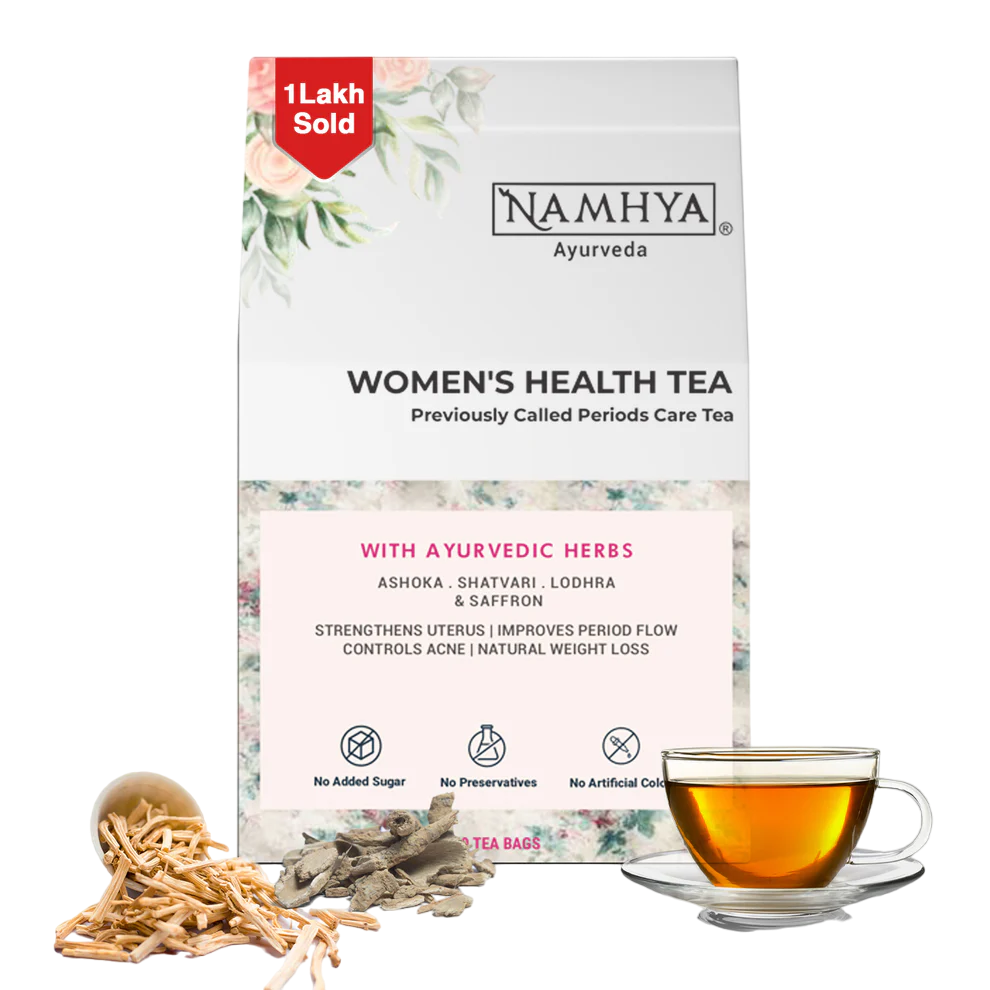 1Lakh
Sold
NAMHYA®
Ayurveda
WOMEN'S HEALTH TEA
Previously Called Periods Care Tea
WITH AYURVEDIC HERBS
ASHOKA . SHATVARI . LODHRA
& SAFFRON
STRENGTHENS UTERUS | IMPROVES PERIOD FLOW
CONTROLS ACNE | NATURAL WEIGHT LOSS
No Added Sugar
No Preservatives
No Artificial
TEA BAGS